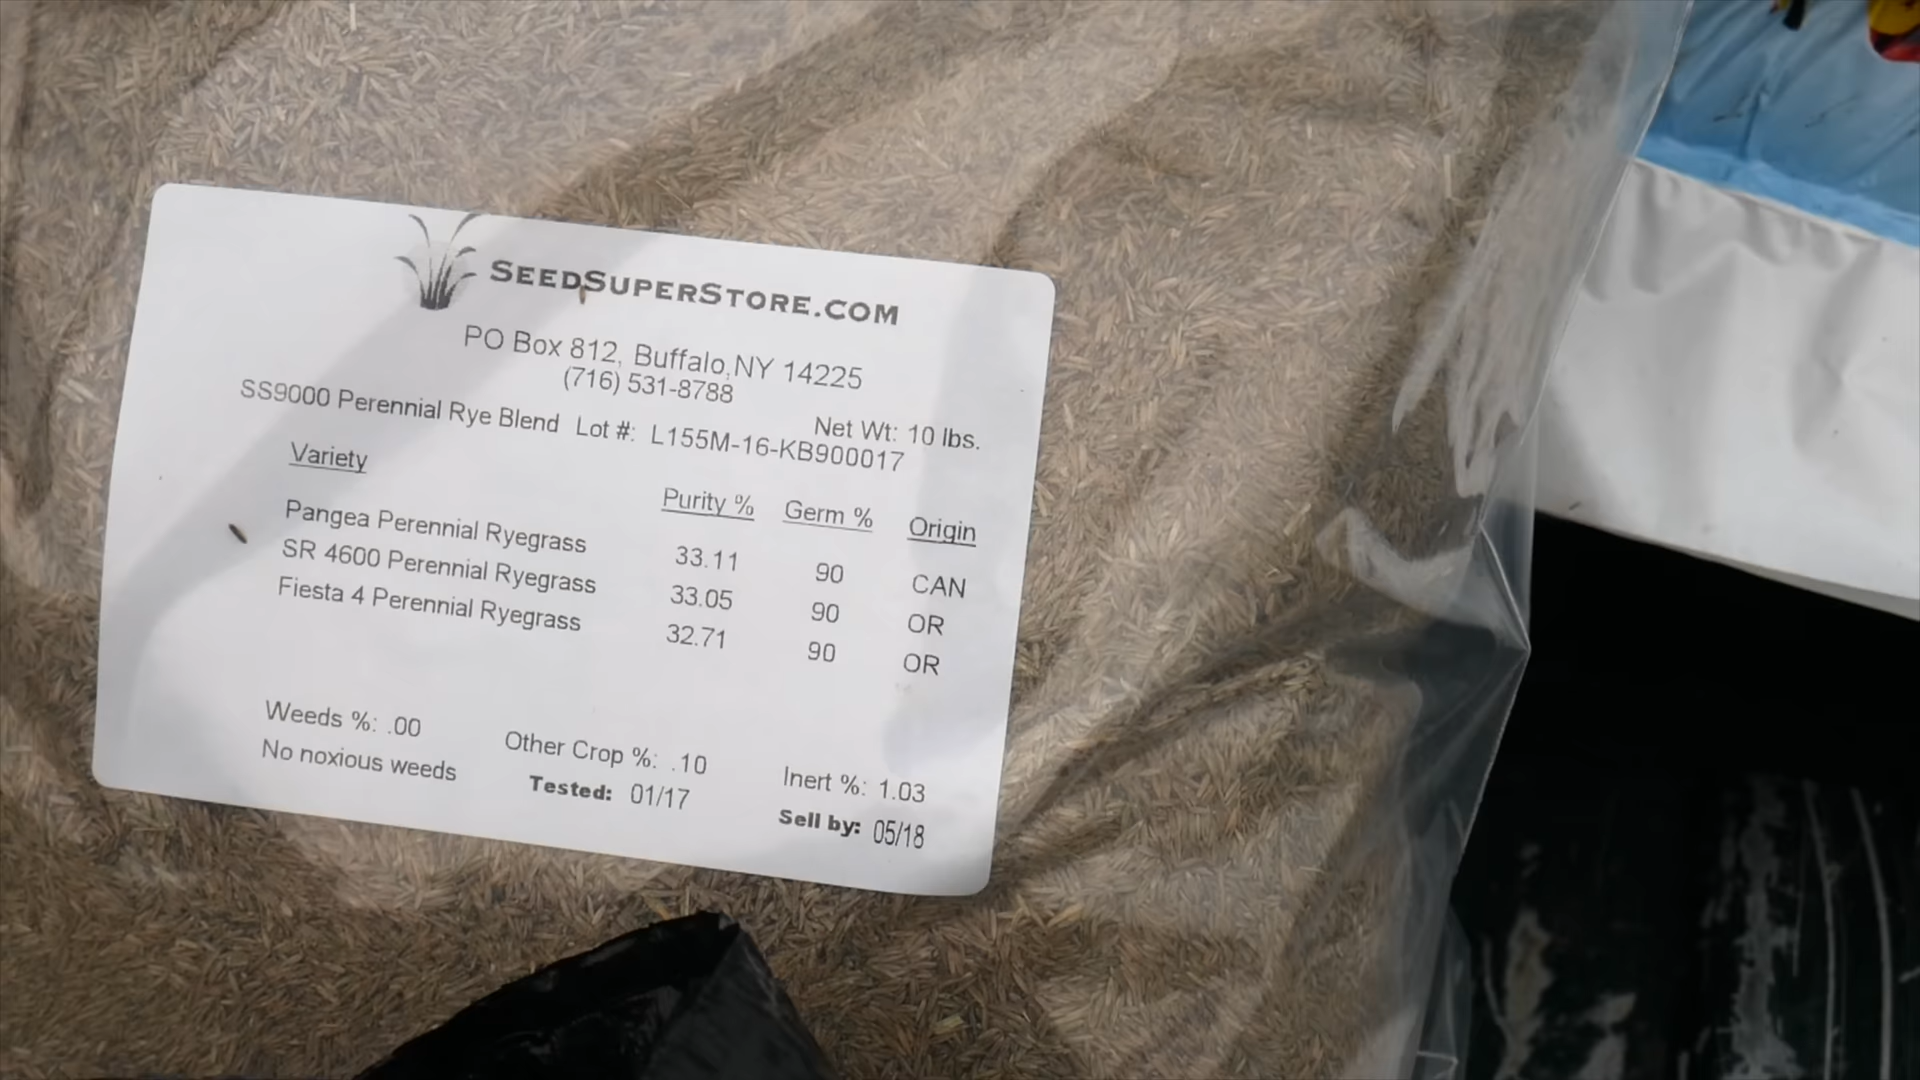 SEEDSUPERSTORE.COM
PO Box 812, Buffalo, NY 14225
(716) 531-8788
Net Wt: 10 lbs.
SS9000 Perennial Rye Blend Lot #: L155M-16-KB900017
Variety Purity % Germ % Origin
Pangea Perennial Ryegrass 33.11 90 CAN
SR 4600 Perennial Ryegrass 33.05 90 OR
Fiesta 4 Perennial Ryegrass 32.71 90 OR
Weeds %: .00 Other Crop %: .10 Inert %: 1.03
No noxious weeds Tested: 01/17 Sell by: 05/18